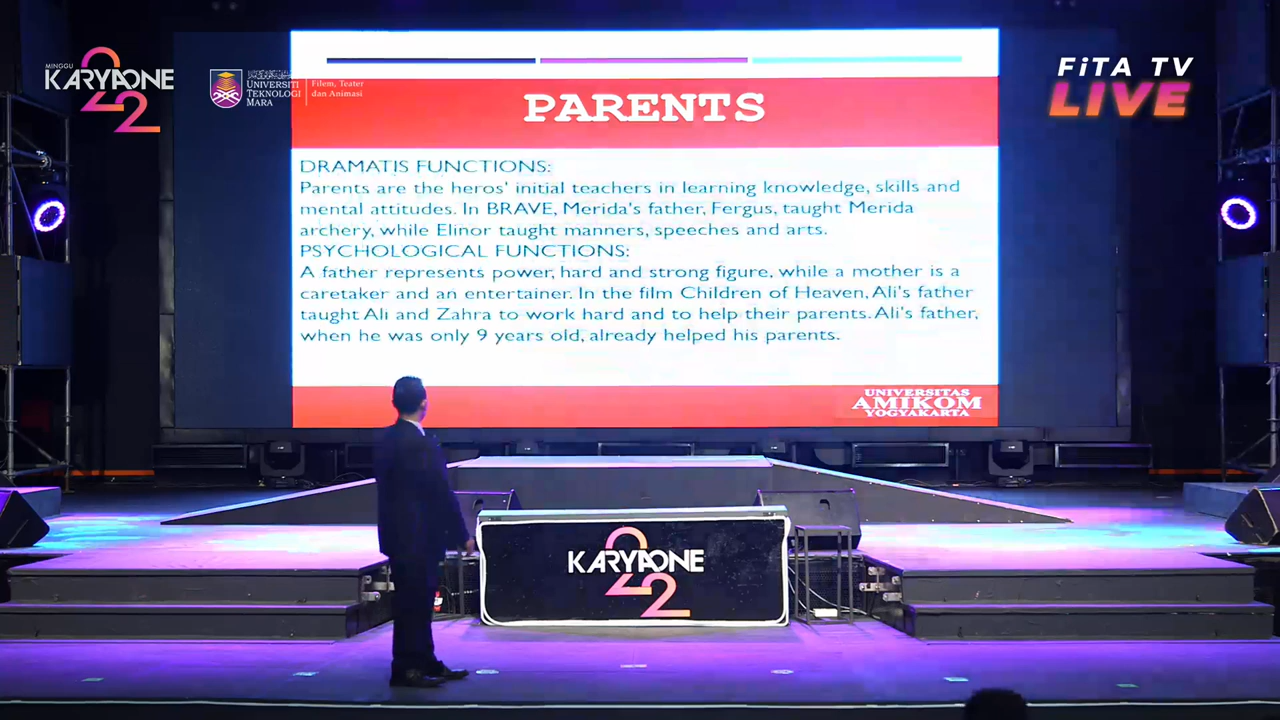 MINGGU
KARYAONE
22
UNIVERSITI
TEKNOLOGI
MARA
Filem, Teater
dan Animasi
FiTA TV
LIVE
PARENTS
DRAMATIS FUNCTIONS:
Parents are the heros' initial teachers in learning knowledge, skills and
mental attitudes. In BRAVE, Merida's father, Fergus, taught Merida
archery, while Elinor taught manners, speeches and arts.
PSYCHOLOGICAL FUNCTIONS:
A father represents power, hard and strong figure, while a mother is a
caretaker and an entertainer. In the film Children of Heaven, Ali's father
taught Ali and Zahra to work hard and to help their parents. Ali's father,
when he was only 9 years old, already helped his parents.
UNIVERSITAS
AMIKOM
YOGYAKARTA
KARYAONE
22